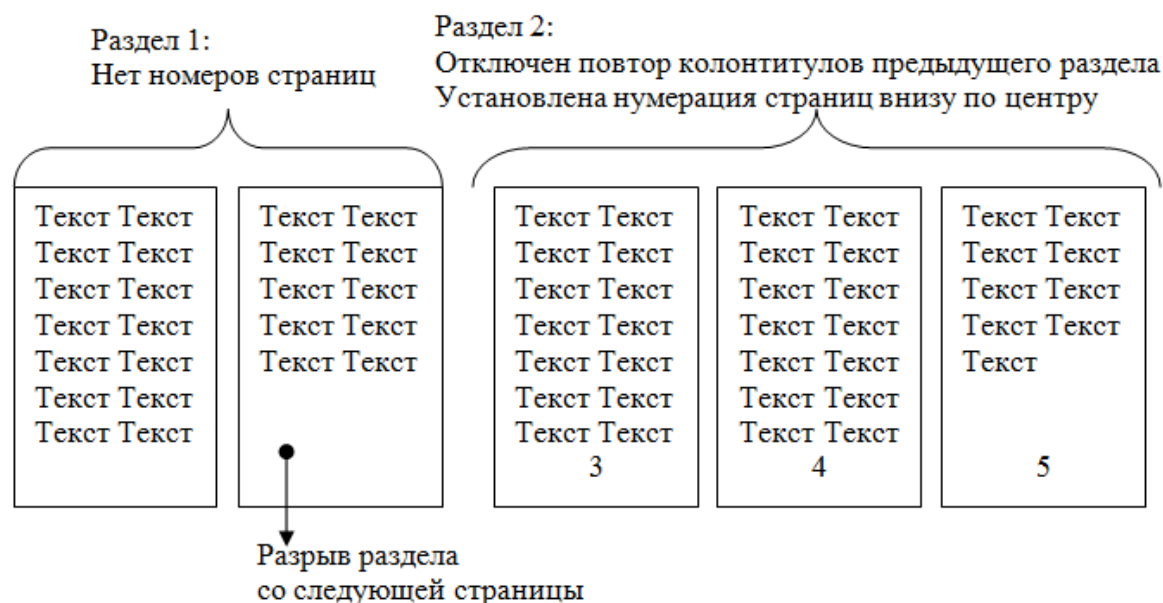 Раздел 1:
Нет номеров страниц
Раздел 2:
Отключен повтор колонтитулов предыдущего раздела
Установлена нумерация страниц внизу по центру
Текст Текст
Текст Текст
Текст Текст
Текст Текст
Текст Текст
Текст Текст
Текст Текст
Текст Текст
Текст Текст
Текст Текст
Текст Текст
Текст Текст
Разрыв раздела
со следующей страницы
Текст Текст
Текст Текст
Текст Текст
Текст Текст
Текст Текст
Текст Текст
Текст Текст
3
Текст Текст
Текст Текст
Текст Текст
Текст Текст
Текст Текст
Текст Текст
Текст Текст
4
Текст Текст
Текст Текст
Текст Текст
Текст Текст
Текст
5